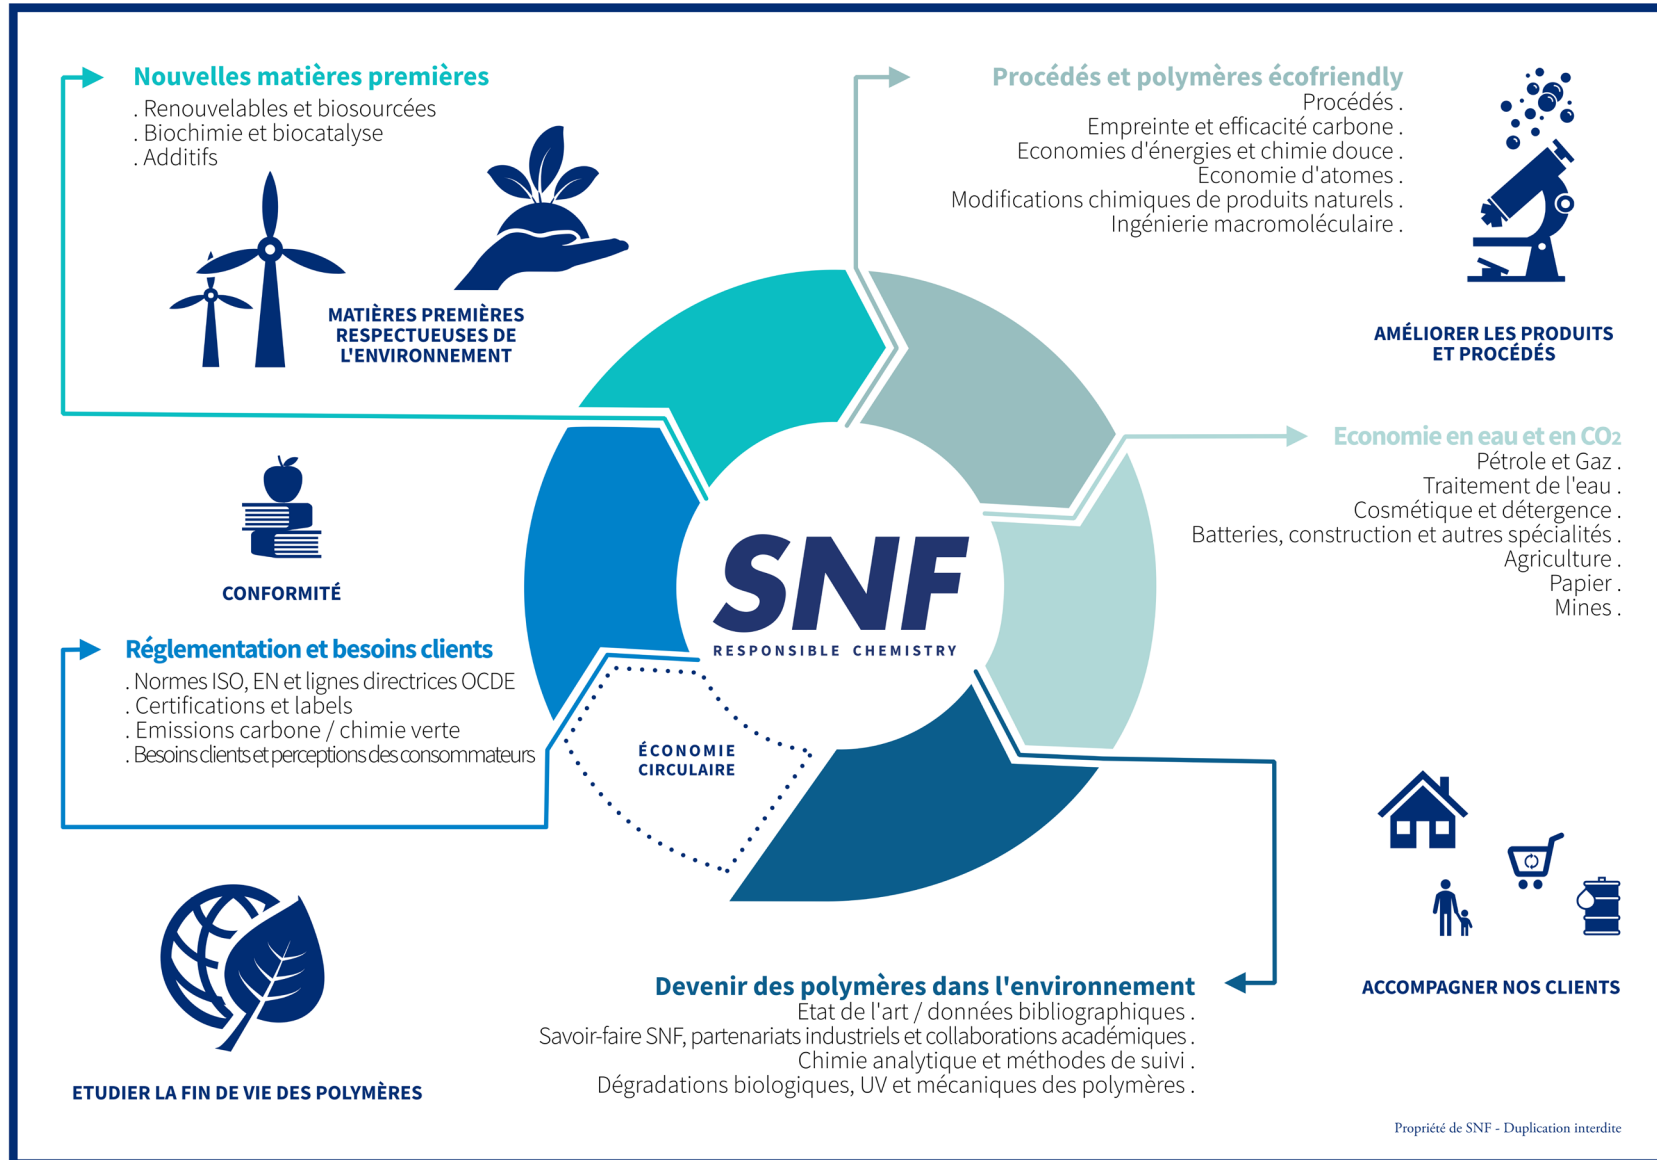 Nouvelles matières premières
. Renouvelables et biosourcées
. Biochimie et biocatalyse
. Additifs
MATIÈRES PREMIÈRES
RESPECTUEUSES DE
L'ENVIRONNEMENT
Procédés et polymères écofriendly
Procédés .
Empreinte et efficacité carbone .
Economies d'énergies et chimie douce .
Economie d'atomes .
Modifications chimiques de produits naturels .
Ingénierie macromoléculaire .
AMÉLIORER LES PRODUITS
ET PROCÉDÉS
Economie en eau et en CO2
Pétrole et Gaz .
Traitement de l'eau .
Cosmétique et détergence .
Batteries, construction et autres spécialités .
Agriculture .
Papier .
Mines .
CONFORMITÉ
Réglementation et besoins clients
. Normes ISO, EN et lignes directrices OCDE
. Certifications et labels
. Emissions carbone / chimie verte
. Besoins clients et perceptions des consommateurs
SNF
RESPONSIBLE CHEMISTRY
ÉCONOMIE
CIRCULAIRE
ACCOMPAGNER NOS CLIENTS
Devenir des polymères dans l'environnement
Etat de l'art / données bibliographiques .
Savoir-faire SNF, partenariats industriels et collaborations académiques .
Chimie analytique et méthodes de suivi .
Dégradations biologiques, UV et mécaniques des polymères .
ETUDIER LA FIN DE VIE DES POLYMÈRES
Propriété de SNF - Duplication interdite